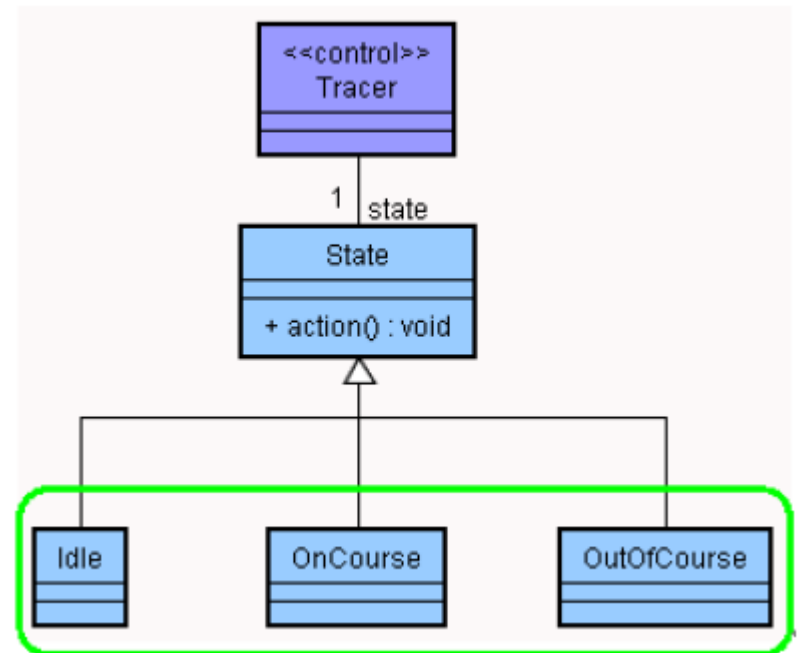 <<control>>
Tracer
1
state
State
+ action() : void
Idle
OnCourse
OutOfCourse